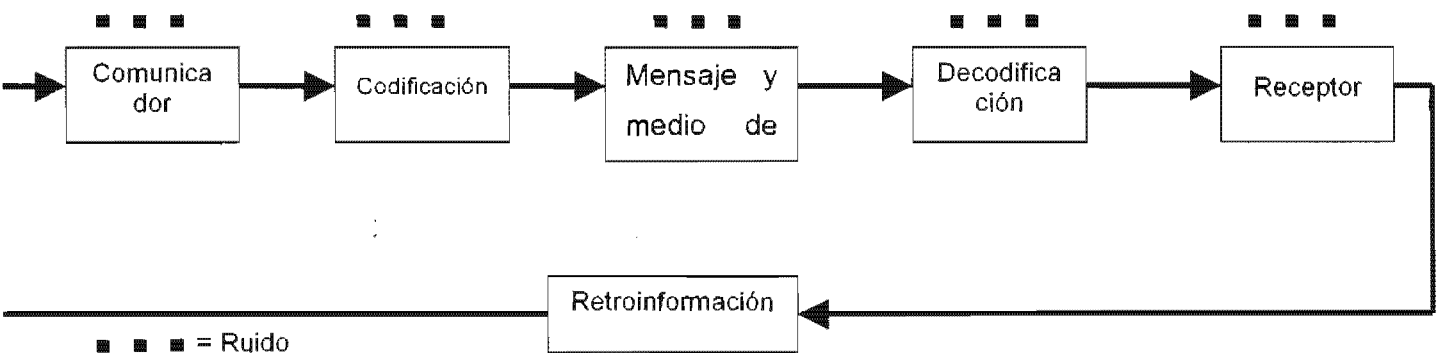 Comunica
dor
Codificación
Mensaje y
medio de
Decodifica
ción
Receptor
Retroinformación
= Ruido